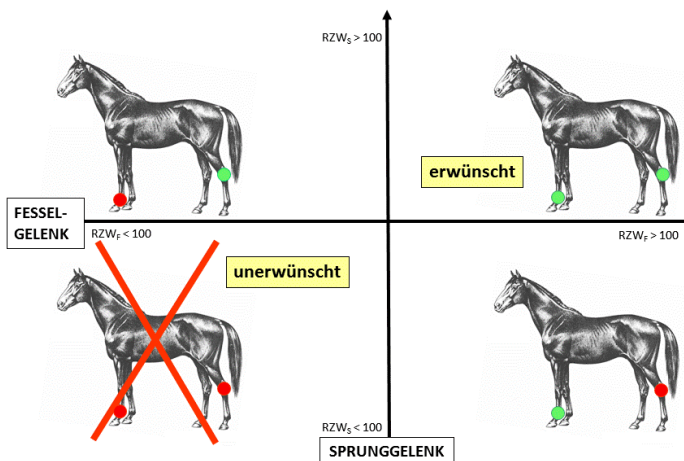 RZWS > 100
erwünscht
FESSEL-
GELENK
RZWF < 100
RZWF > 100
unerwünscht
RZWS < 100
SPRUNGGELENK